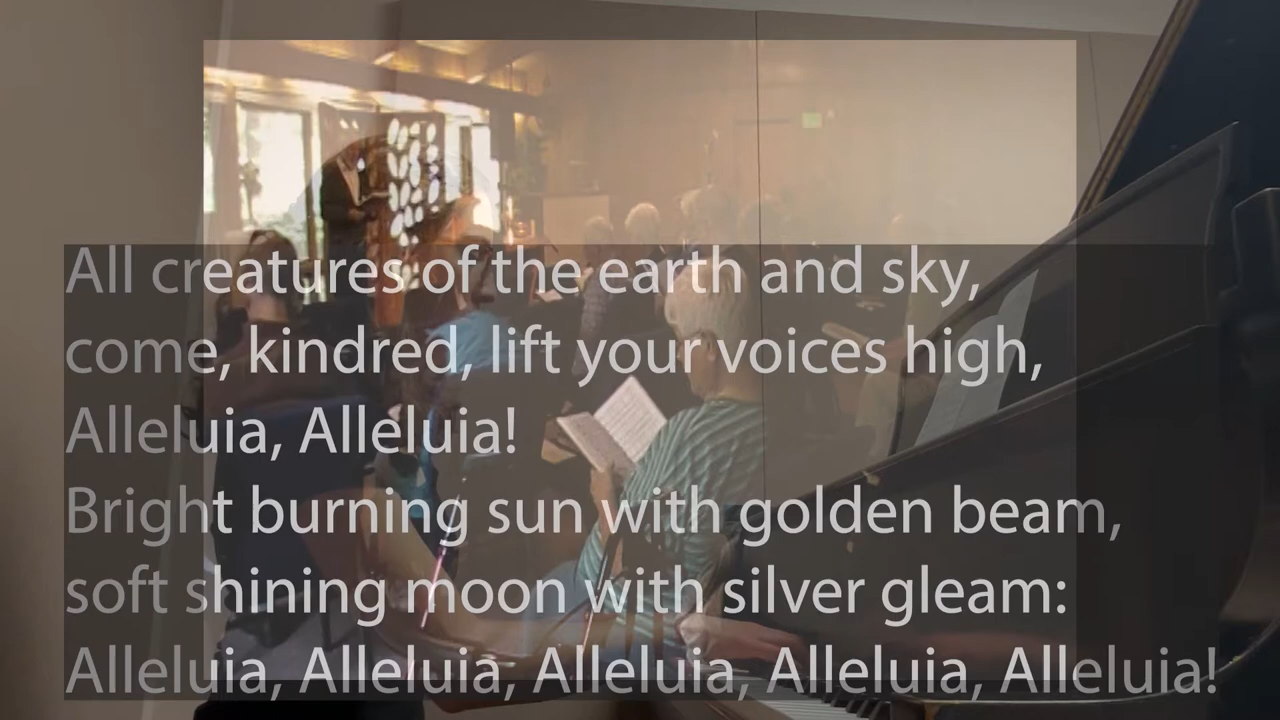 All creatures of the earth and sky,
come, kindred, lift your voices high,
Alleluia, Alleluia!
Bright burning sun with golden beam,
soft shining moon with silver gleam:
Alleluia, Alleluia, Alleluia, Alleluia, Alleluia!